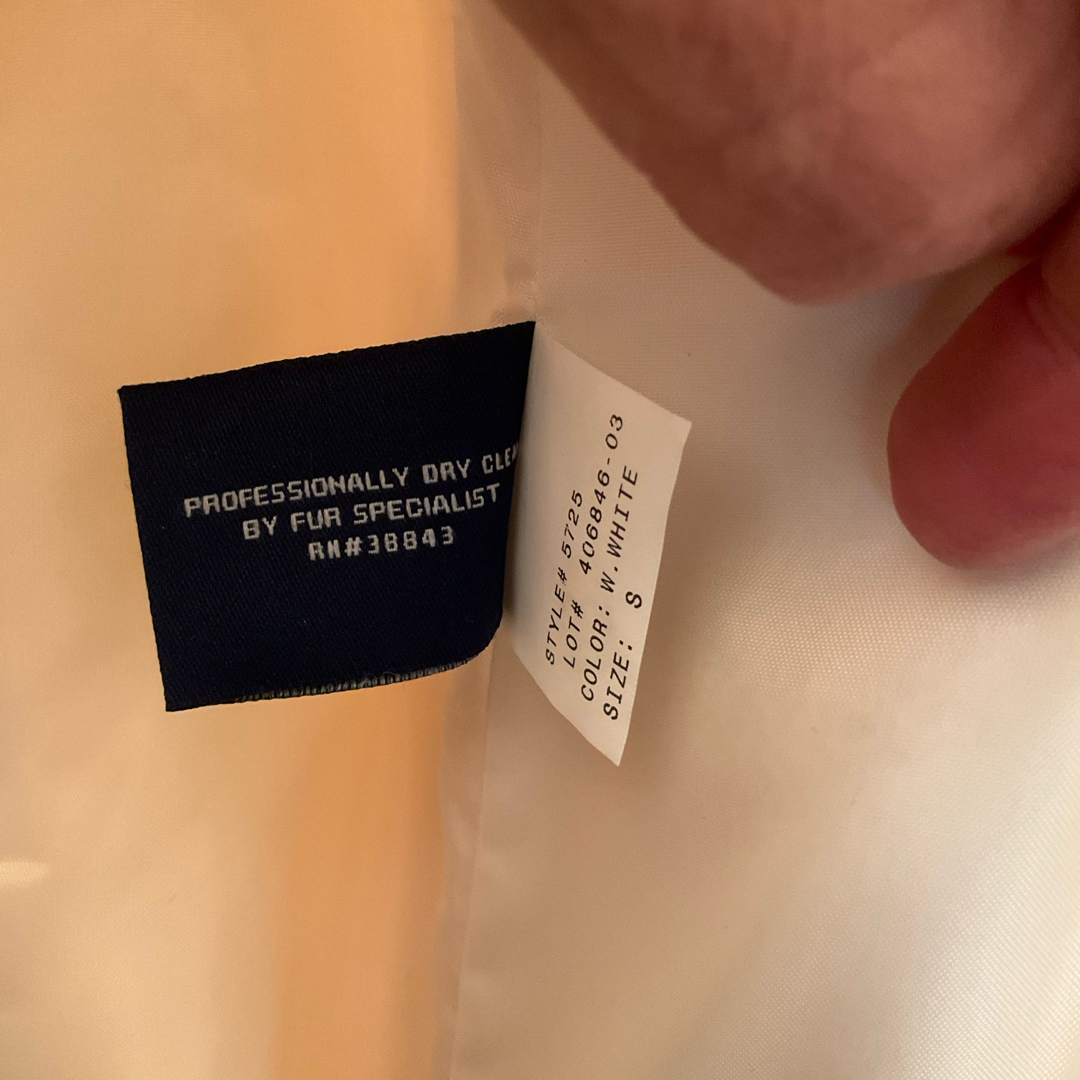 PROFESSIONALLY DRY CLEA
BY FUR SPECIALIST
RN#38843
STYLE# 5725
LOT# 406846-03
COLOR: W.WHITE
SIZE: S